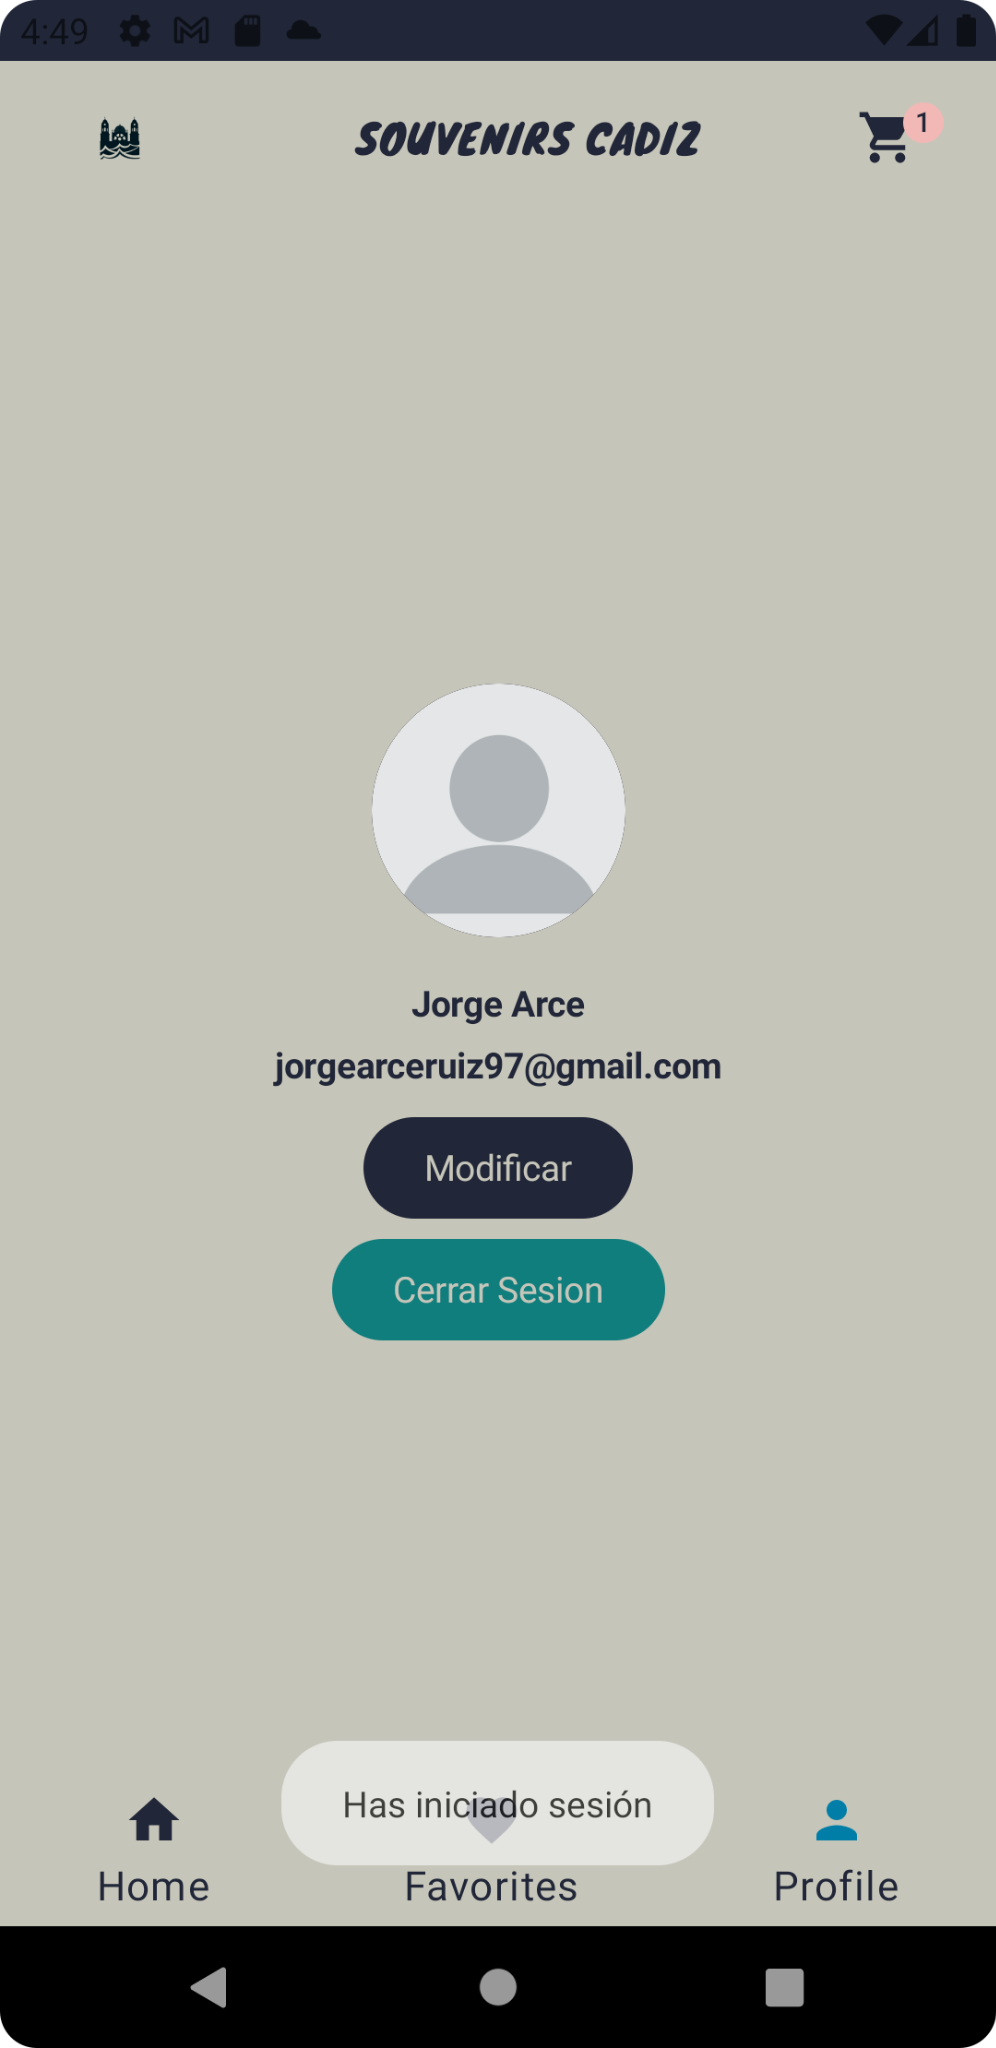 4:49
SOUVENIRS CADIZ
1
Jorge Arce
jorgearceruiz97@gmail.com
Modificar
Cerrar Sesion
Has iniciado sesión
Home
Favorites
Profile